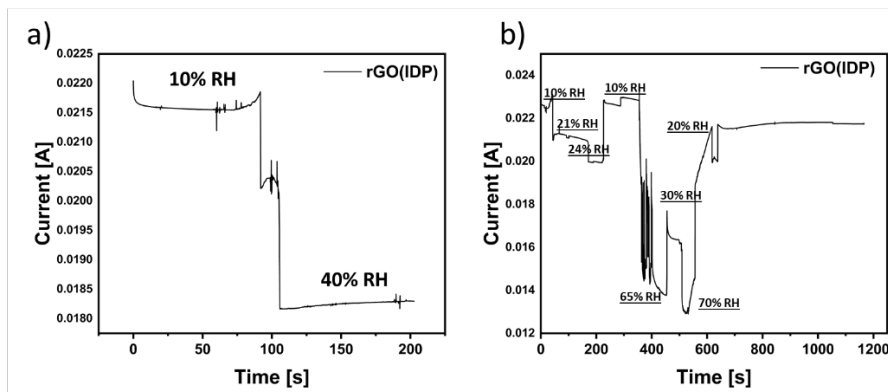 a)
0.0225
0.0220
0.0215
0.0210
0.0205
0.0200
0.0195
0.0190
0.0185
0.0180
Current [A]
10% RH
rGO(IDP)
40% RH
0 50 100 150 200
Time [s]
b)
0.024
0.022
0.020
0.018
0.016
0.014
0.012
Current [A]
10% RH
10% RH
rGO(IDP)
21% RH
20% RH
24% RH
30% RH
65% RH
70% RH
0 200 400 600 800 1000 1200
Time [s]